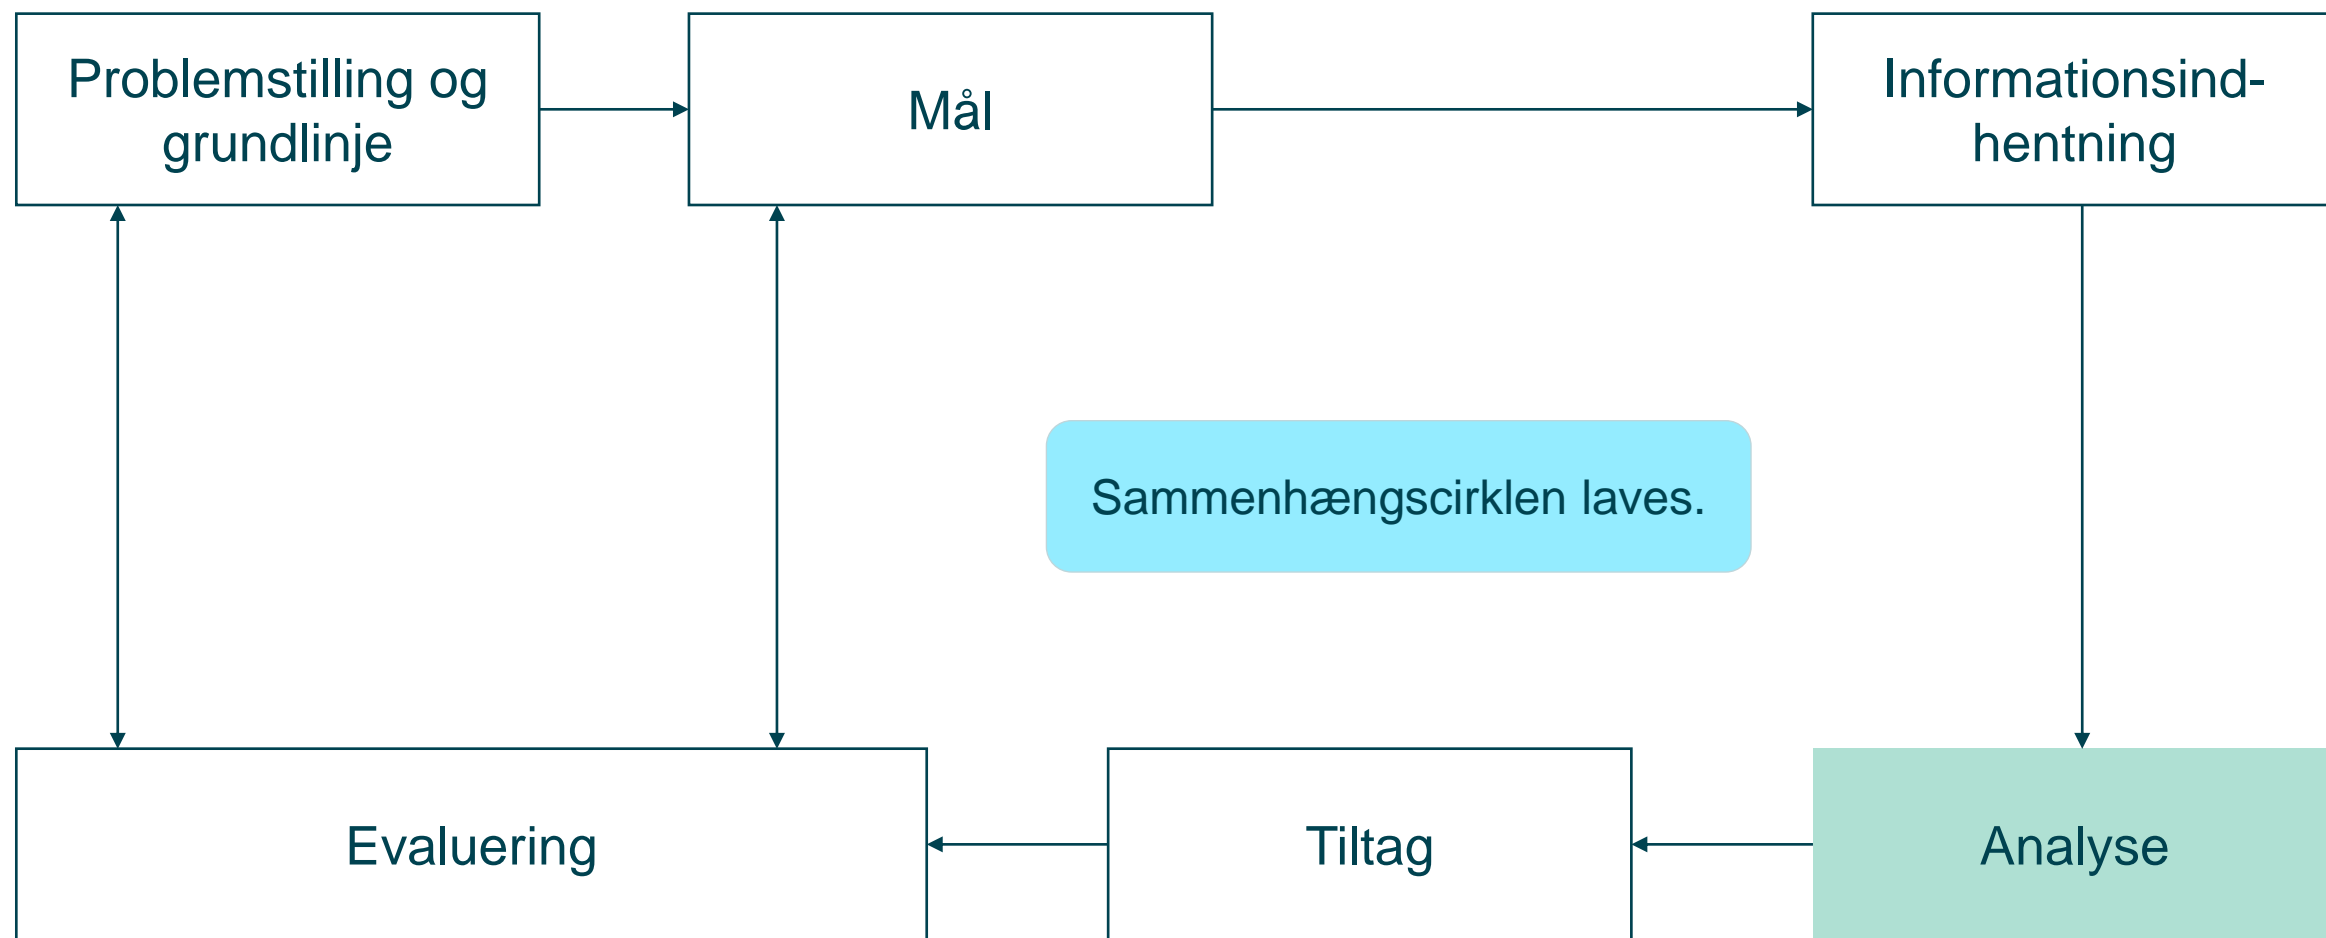 Problemstilling og
grundlinje
Mål
Informationsind-
hentning
Sammenhængscirklen laves.
Evaluering
Tiltag
Analyse